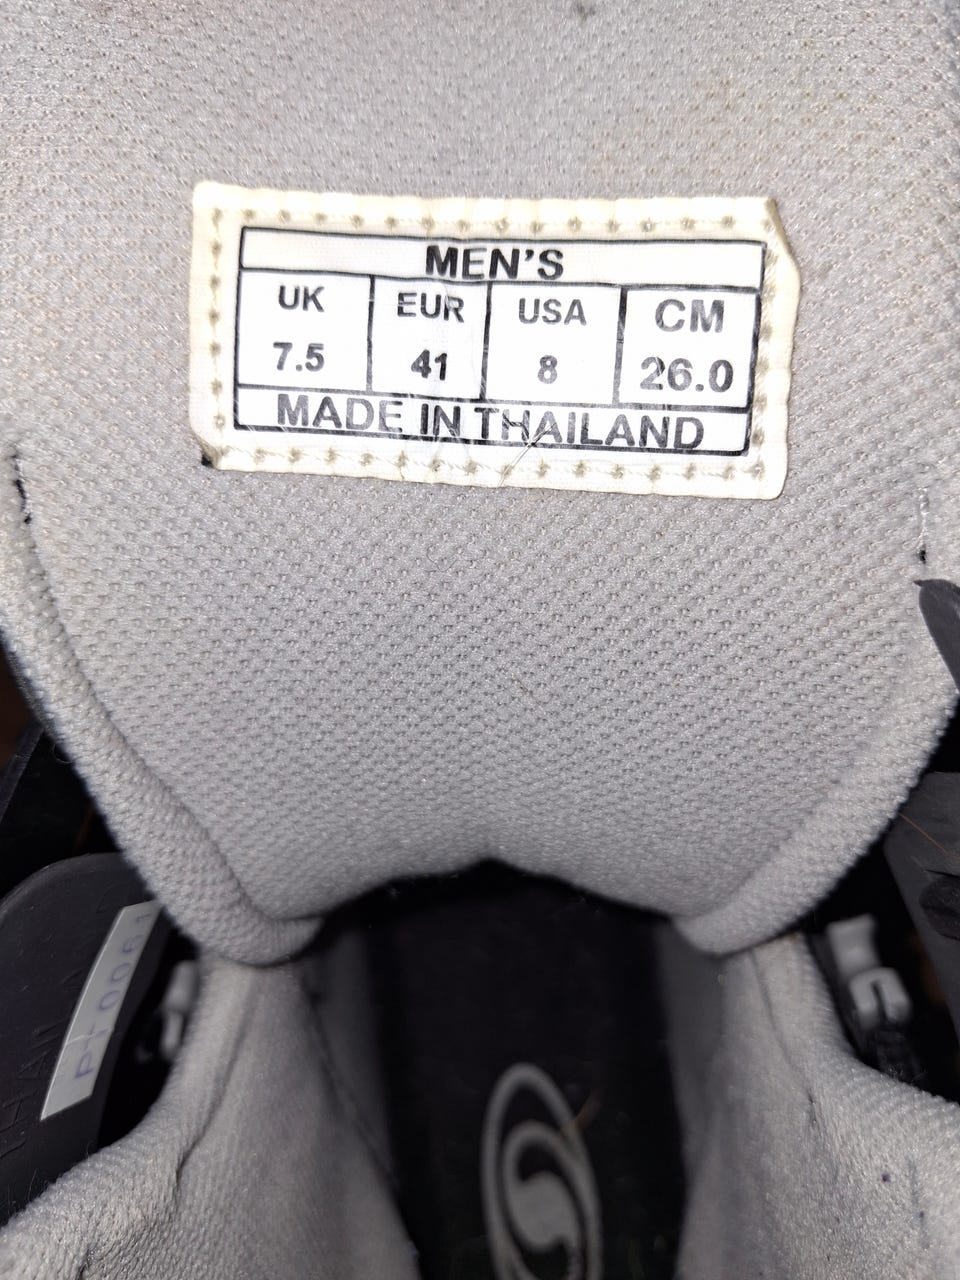 MEN'S
UK EUR USA CM
7.5 41 8 26.0
MADE IN THAILAND